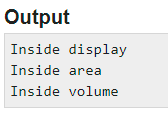 Output
Inside display
Inside area
Inside volume